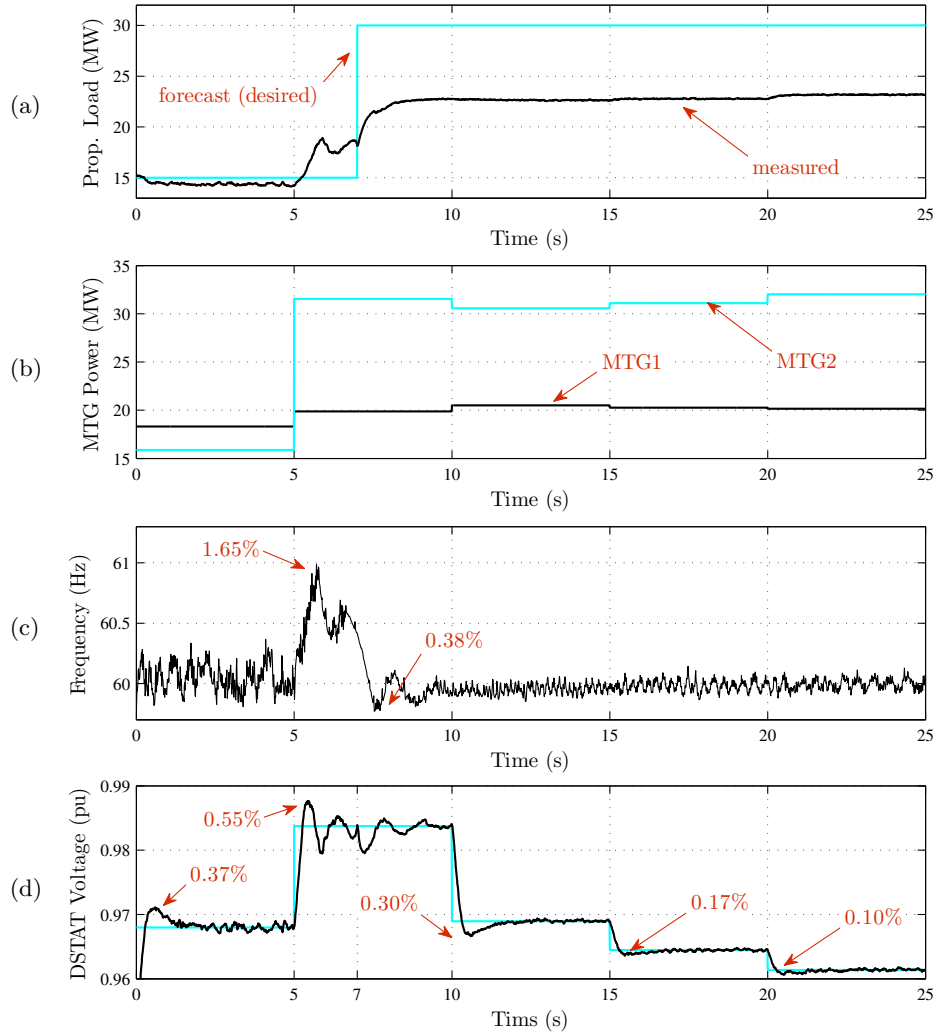 30
25
20
15
Prop. Load (MW)
(a)
forecast (desired)
measured
0 5 7 10 15 20 25
Time (s)
35
30
25
20
15
MTG Power (MW)
(b)
MTG1
MTG2
0 5 10 15 20 25
Time (s)
61
60.5
60
Frequency (Hz)
(c)
1.65%
0.38%
0 5 7 10 15 20 25
Time (s)
0.99
0.98
0.97
0.96
DSTAT Voltage (pu)
(d)
0.55%
0.37%
0.30%
0.17%
0.10%
0 5 7 10 15 20 25
Tims (s)